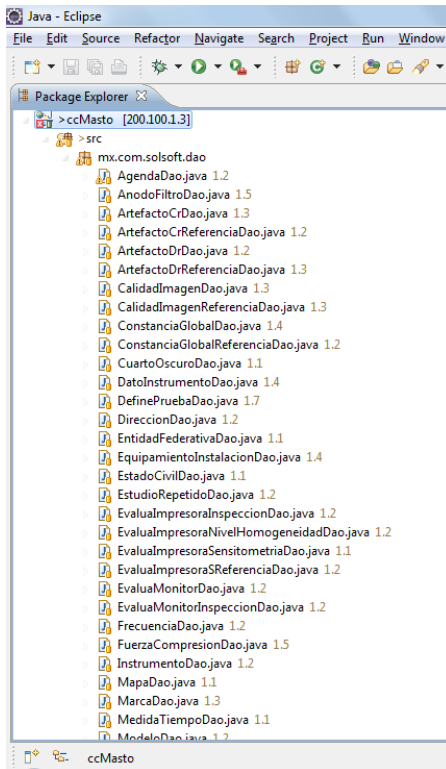 Java - Eclipse
File Edit Source Refactor Navigate Search Project Run Window
Package Explorer
>ccMasto [200.100.1.3]
>src
mx.com.solsoft.dao
AgendaDao.java 1.2
AnodoFiltroDao.java 1.5
ArtefactoCrDao.java 1.3
ArtefactoCrReferenciaDao.java 1.2
ArtefactoDrDao.java 1.2
ArtefactoDrReferenciaDao.java 1.3
CalidadImagenDao.java 1.3
CalidadImagenReferenciaDao.java 1.3
ConstanciaGlobalDao.java 1.4
ConstanciaGlobalReferenciaDao.java 1.2
CuartoOscuroDao.java 1.1
DatoInstrumentoDao.java 1.4
DefinePruebaDao.java 1.7
DireccionDao.java 1.2
EntidadFederativaDao.java 1.1
EquipamientoInstalacionDao.java 1.4
EstadoCivilDao.java 1.1
EstudioRepetidoDao.java 1.2
EvaluaImpresoraInspeccionDao.java 1.2
EvaluaImpresoraNivelHomogeneidadDao.java 1.2
EvaluaImpresoraSensitometriaDao.java 1.1
EvaluaImpresoraSReferenciaDao.java 1.2
EvaluaMonitorDao.java 1.2
EvaluaMonitorInspeccionDao.java 1.2
FrecuenciaDao.java 1.2
FuerzaCompresionDao.java 1.5
InstrumentoDao.java 1.2
MapaDao.java 1.1
MarcaDao.java 1.3
MedidaTiempoDao.java 1.1
ModeloDao.java 1.2
ccMasto